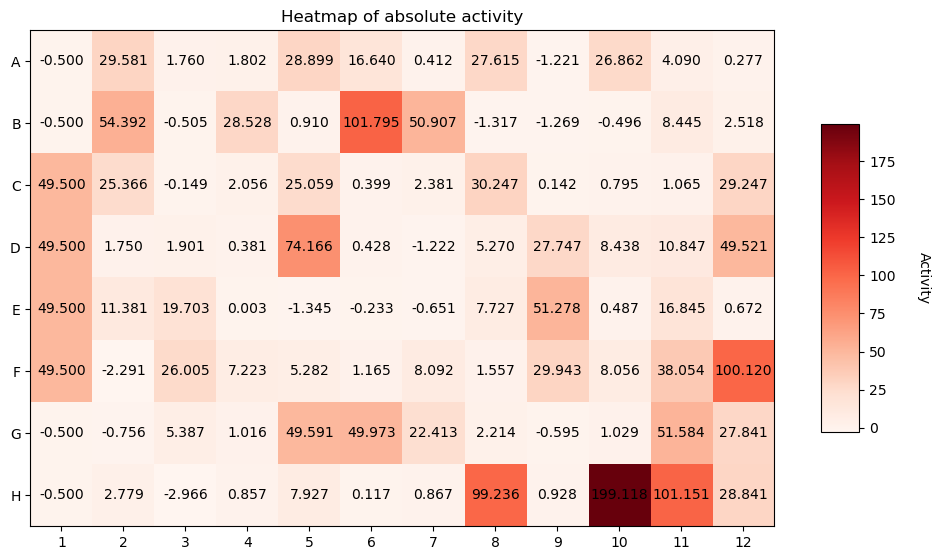 Heatmap of absolute activity
A -0.500 29.581 1.760 1.802 28.899 16.640 0.412 27.615 -1.221 26.862 4.090 0.277
B -0.500 54.392 -0.505 28.528 0.910 101.795 50.907 -1.317 -1.269 -0.496 8.445 2.518
C 49.500 25.366 -0.149 2.056 25.059 0.399 2.381 30.247 0.142 0.795 1.065 29.247
D 49.500 1.750 1.901 0.381 74.166 0.428 -1.222 5.270 27.747 8.438 10.847 49.521
E 49.500 11.381 19.703 0.003 -1.345 -0.233 -0.651 7.727 51.278 0.487 16.845 0.672
F 49.500 -2.291 26.005 7.223 5.282 1.165 8.092 1.557 29.943 8.056 38.054 100.120
G -0.500 -0.756 5.387 1.016 49.591 49.973 22.413 2.214 -0.595 1.029 51.584 27.841
H -0.500 2.779 -2.966 0.857 7.927 0.117 0.867 99.236 0.928 199.118 101.151 28.841
1 2 3 4 5 6 7 8 9 10 11 12
175
150
125
100
75
50
25
0
Activity